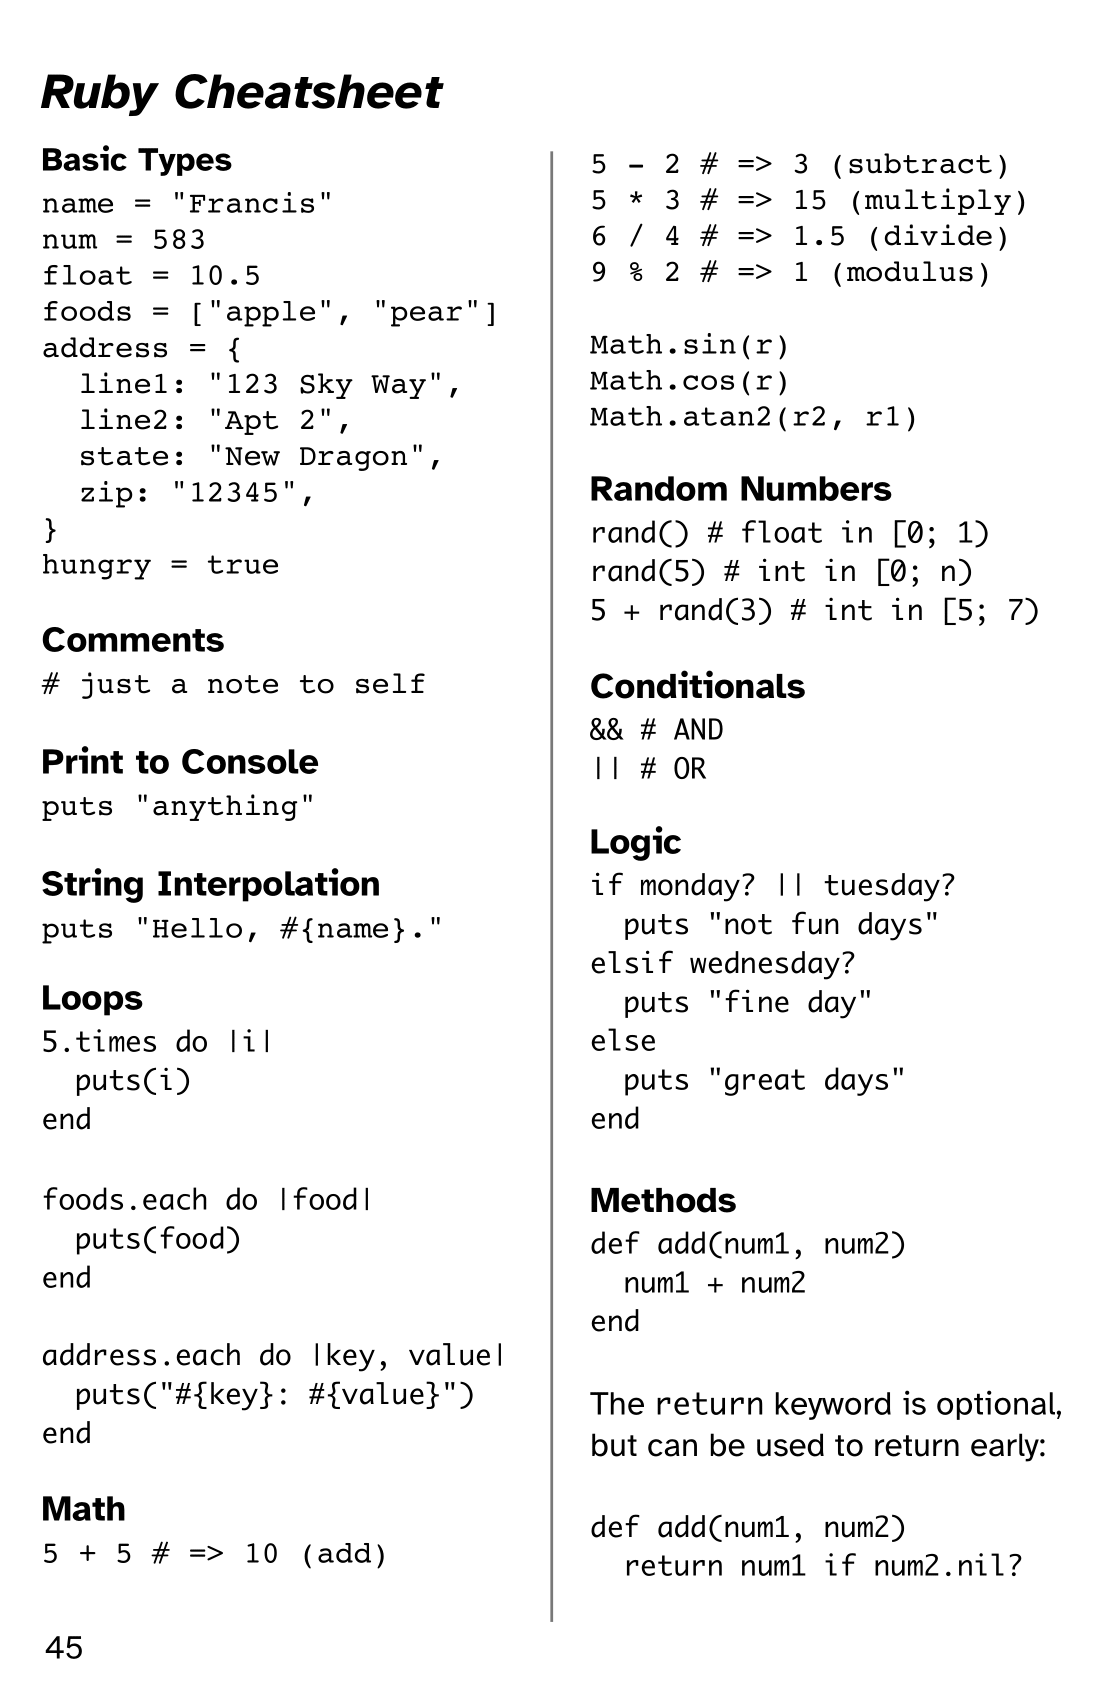 Ruby Cheatsheet
Basic Types
name = "Francis"
num = 583
float = 10.5
foods = ["apple", "pear"]
address = {
  line1: "123 Sky Way",
  line2: "Apt 2",
  state: "New Dragon",
  zip: "12345",
}
hungry = true
Comments
# just a note to self
Print to Console
puts "anything"
String Interpolation
puts "Hello, #{name}."
Loops
5.times do |i|
  puts(i)
end
foods.each do |food|
  puts(food)
end
address.each do |key, value|
  puts("#{key}: #{value}")
end
Math
5 + 5 # => 10 (add)
5 - 2 # => 3 (subtract)
5 * 3 # => 15 (multiply)
6 / 4 # => 1.5 (divide)
9 % 2 # => 1 (modulus)
Math.sin(r)
Math.cos(r)
Math.atan2(r2, r1)
Random Numbers
rand() # float in [0; 1)
rand(5) # int in [0; n)
5 + rand(3) # int in [5; 7)
Conditionals
&& # AND
|| # OR
Logic
if monday? || tuesday?
  puts "not fun days"
elsif wednesday?
  puts "fine day"
else
  puts "great days"
end
Methods
def add(num1, num2)
  num1 + num2
end
The return keyword is optional,
but can be used to return early:
def add(num1, num2)
  return num1 if num2.nil?
45